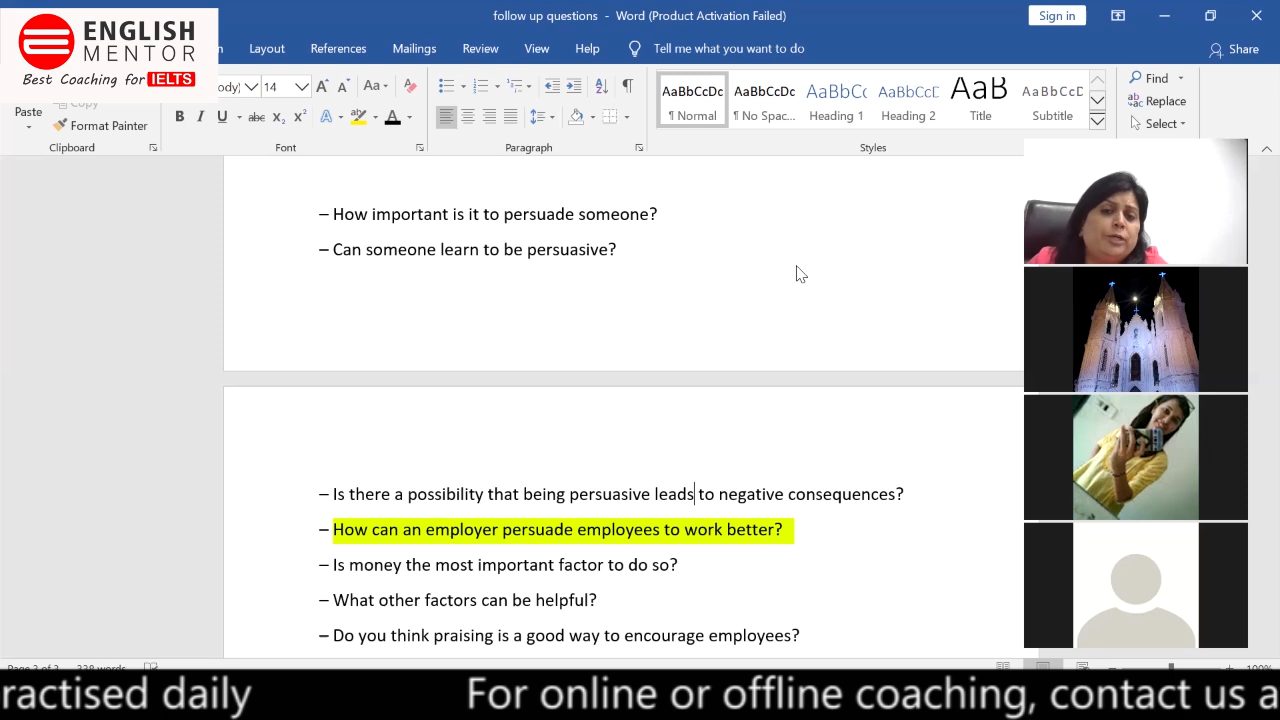 follow up questions - Word (Product Activation Failed)
Sign in
ENGLISH
MENTOR
Best Coaching for IELTS
Layout References Mailings Review View Help Tell me what you want to do
Share
14 Aa
Copy
Paste
Format Painter
B I U abc X₂ X² A A
AaBbCcDc AaBbCcDc AaBbCc AaBbCcD AaB AaBbCcD
¶ Normal ¶ No Spac... Heading 1 Heading 2 Title Subtitle
Find
Replace
Select
Clipboard Font Paragraph Styles
– How important is it to persuade someone?
– Can someone learn to be persuasive?
– Is there a possibility that being persuasive leads to negative consequences?
– How can an employer persuade employees to work better?
– Is money the most important factor to do so?
– What other factors can be helpful?
– Do you think praising is a good way to encourage employees?
ractised daily For online or offline coaching, contact us a